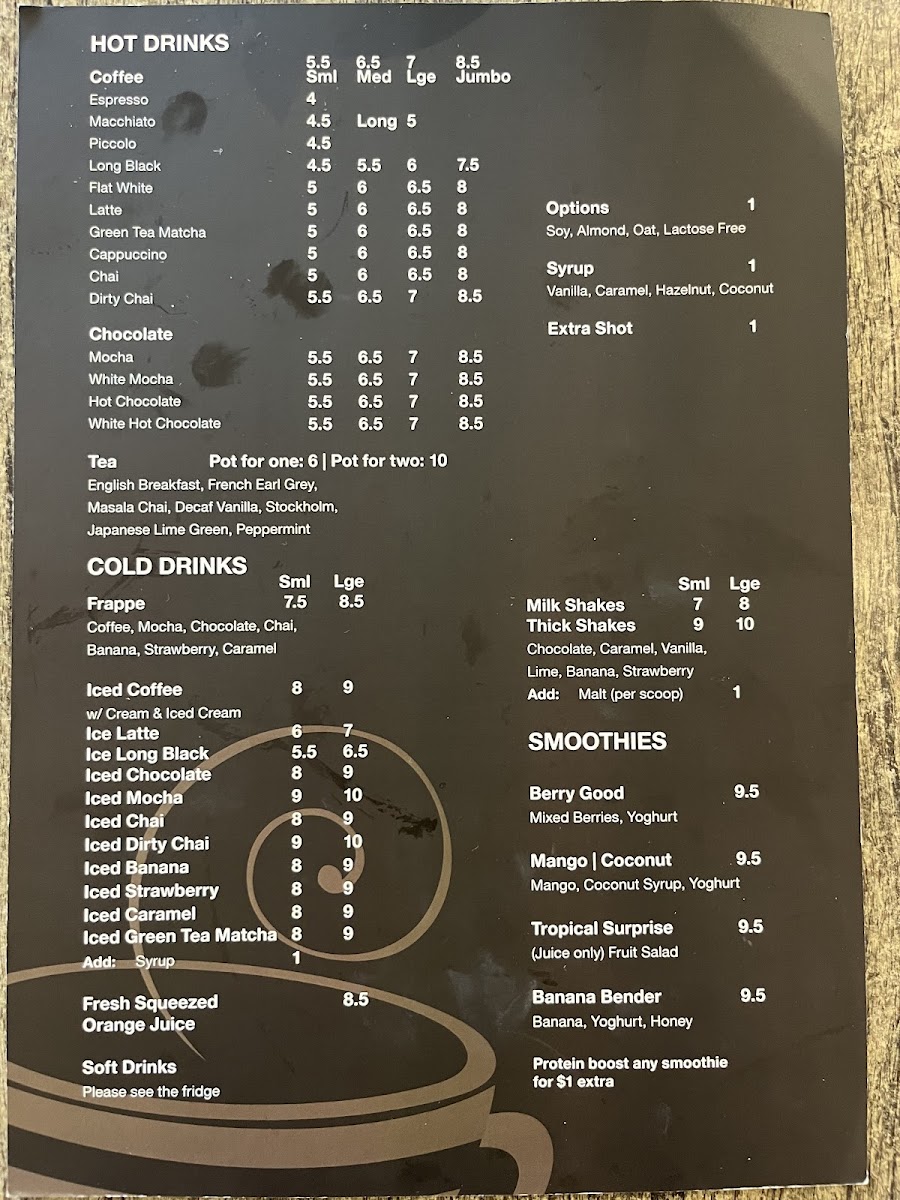 HOT DRINKS
5.5 6.5 7 8.5
Coffee Sml Med Lge Jumbo
Espresso 4
Macchiato 4.5 Long 5
Piccolo 4.5
Long Black 4.5 5.5 6 7.5
Flat White 5 6 6.5 8
Latte 5 6 6.5 8
Green Tea Matcha 5 6 6.5 8
Cappuccino 5 6 6.5 8
Chai 5 6 6.5 8
Dirty Chai 5.5 6.5 7 8.5
Chocolate
Mocha 5.5 6.5 7 8.5
White Mocha 5.5 6.5 7 8.5
Hot Chocolate 5.5 6.5 7 8.5
White Hot Chocolate 5.5 6.5 7 8.5
Tea Pot for one: 6 | Pot for two: 10
English Breakfast, French Earl Grey,
Masala Chai, Decaf Vanilla, Stockholm,
Japanese Lime Green, Peppermint
Options 1
Soy, Almond, Oat, Lactose Free
Syrup 1
Vanilla, Caramel, Hazelnut, Coconut
Extra Shot 1
COLD DRINKS
Sml Lge
Frappe 7.5 8.5
Coffee, Mocha, Chocolate, Chai,
Banana, Strawberry, Caramel
Iced Coffee 8 9
w/ Cream & Iced Cream
Ice Latte 6 7
Ice Long Black 5.5 6.5
Iced Chocolate 8 9
Iced Mocha 9 10
Iced Chai 8 9
Iced Dirty Chai 9 10
Iced Banana 8 9
Iced Strawberry 8 9
Iced Caramel 8 9
Iced Green Tea Matcha 8 9
Add: Syrup 1
Fresh Squeezed 8.5
Orange Juice
Soft Drinks
Please see the fridge
Sml Lge
Milk Shakes 7 8
Thick Shakes 9 10
Chocolate, Caramel, Vanilla,
Lime, Banana, Strawberry
Add: Malt (per scoop) 1
SMOOTHIES
Berry Good 9.5
Mixed Berries, Yoghurt
Mango | Coconut 9.5
Mango, Coconut Syrup, Yoghurt
Tropical Surprise 9.5
(Juice only) Fruit Salad
Banana Bender 9.5
Banana, Yoghurt, Honey
Protein boost any smoothie
for $1 extra